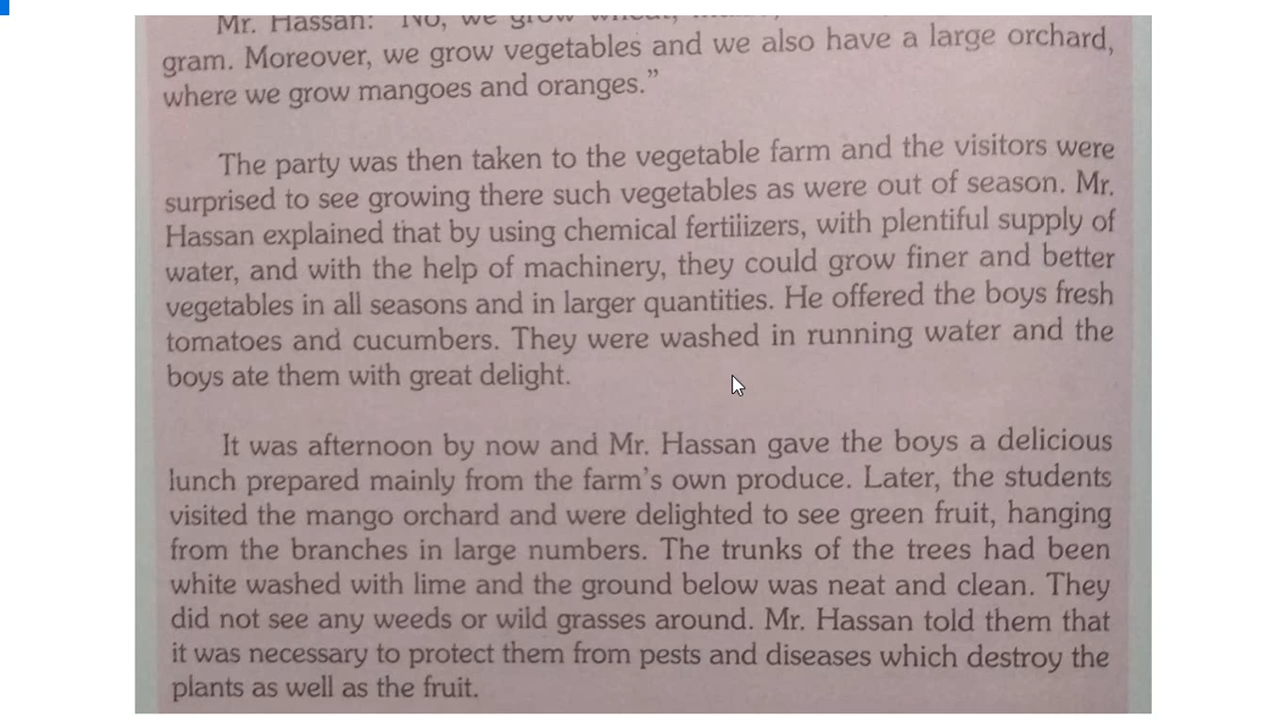 Mr. Hassan: "No, we grow wheat,
gram. Moreover, we grow vegetables and we also have a large orchard,
where we grow mangoes and oranges."
The party was then taken to the vegetable farm and the visitors were
surprised to see growing there such vegetables as were out of season. Mr.
Hassan explained that by using chemical fertilizers, with plentiful supply of
water, and with the help of machinery, they could grow finer and better
vegetables in all seasons and in larger quantities. He offered the boys fresh
tomatoes and cucumbers. They were washed in running water and the
boys ate them with great delight.
It was afternoon by now and Mr. Hassan gave the boys a delicious
lunch prepared mainly from the farm's own produce. Later, the students
visited the mango orchard and were delighted to see green fruit, hanging
from the branches in large numbers. The trunks of the trees had been
white washed with lime and the ground below was neat and clean. They
did not see any weeds or wild grasses around. Mr. Hassan told them that
it was necessary to protect them from pests and diseases which destroy the
plants as well as the fruit.